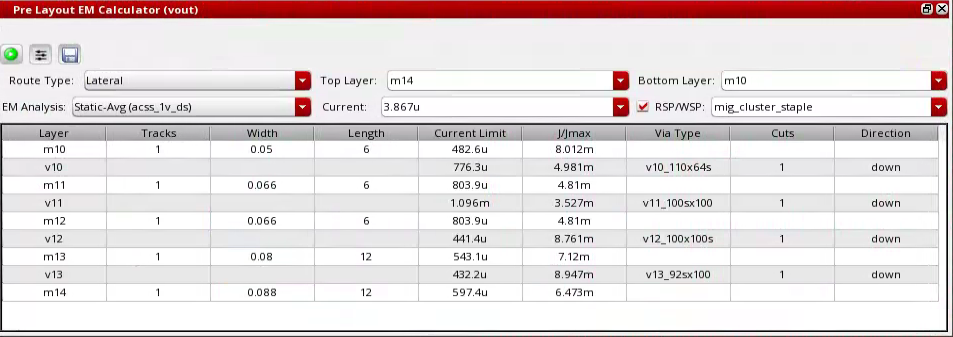 Pre Layout EM Calculator (vout)
Route Type: Lateral Top Layer: m14 Bottom Layer: m10
EM Analysis: Static-Avg (acss_1v_ds) Current: 3.867u RSP/WSP: mig_cluster_staple
Layer Tracks Width Length Current Limit J/Jmax Via Type Cuts Direction
m10 1 0.05 6 482.6u 8.012m
v10 776.3u 4.981m v10_110x64s 1 down
m11 1 0.066 6 803.9u 4.81m
v11 1.096m 3.527m v11_100sx100 1 down
m12 1 0.066 6 803.9u 4.81m
v12 441.4u 8.761m v12_100x100s 1 down
m13 1 0.08 12 543.1u 7.12m
v13 432.2u 8.947m v13_92sx100 1 down
m14 1 0.088 12 597.4u 6.473m